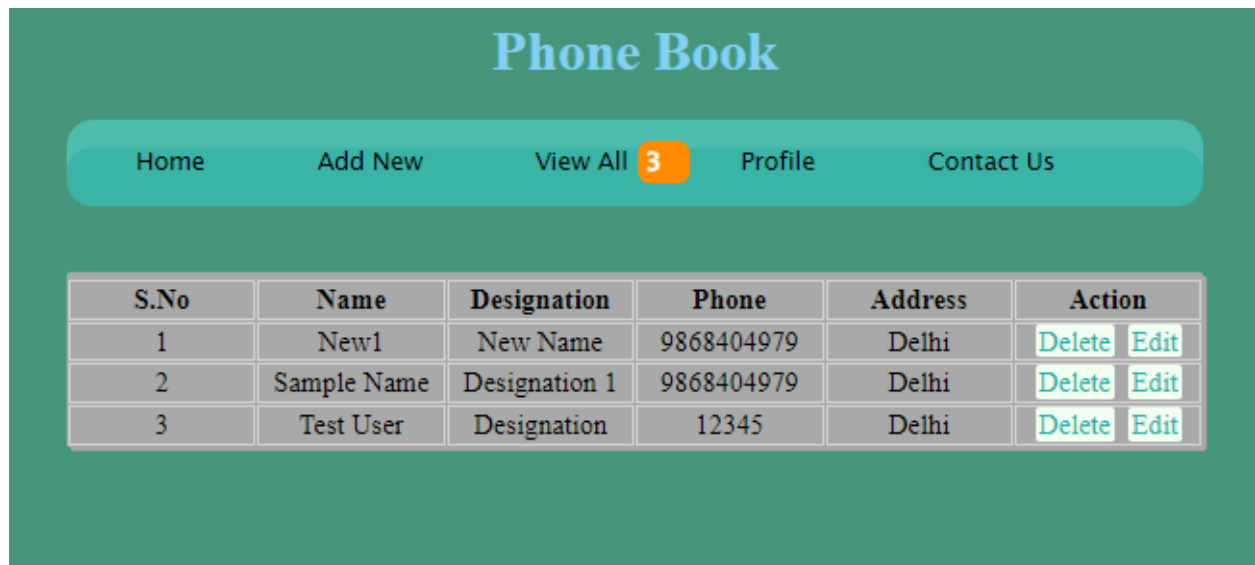 Phone Book
Home Add New View All 3 Profile Contact Us
S.No Name Designation Phone Address Action
1 New1 New Name 9868404979 Delhi Delete Edit
2 Sample Name Designation 1 9868404979 Delhi Delete Edit
3 Test User Designation 12345 Delhi Delete Edit